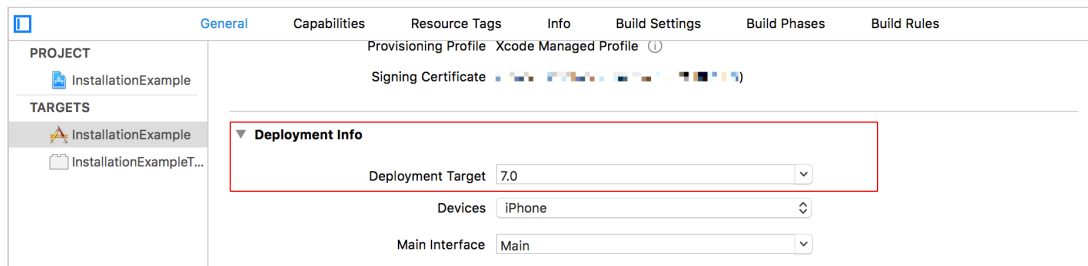 General Capabilities Resource Tags Info Build Settings Build Phases Build Rules
PROJECT
InstallationExample
TARGETS
InstallationExample
InstallationExampleT...
Provisioning Profile Xcode Managed Profile
Signing Certificate )
Deployment Info
Deployment Target 7.0
Devices iPhone
Main Interface Main